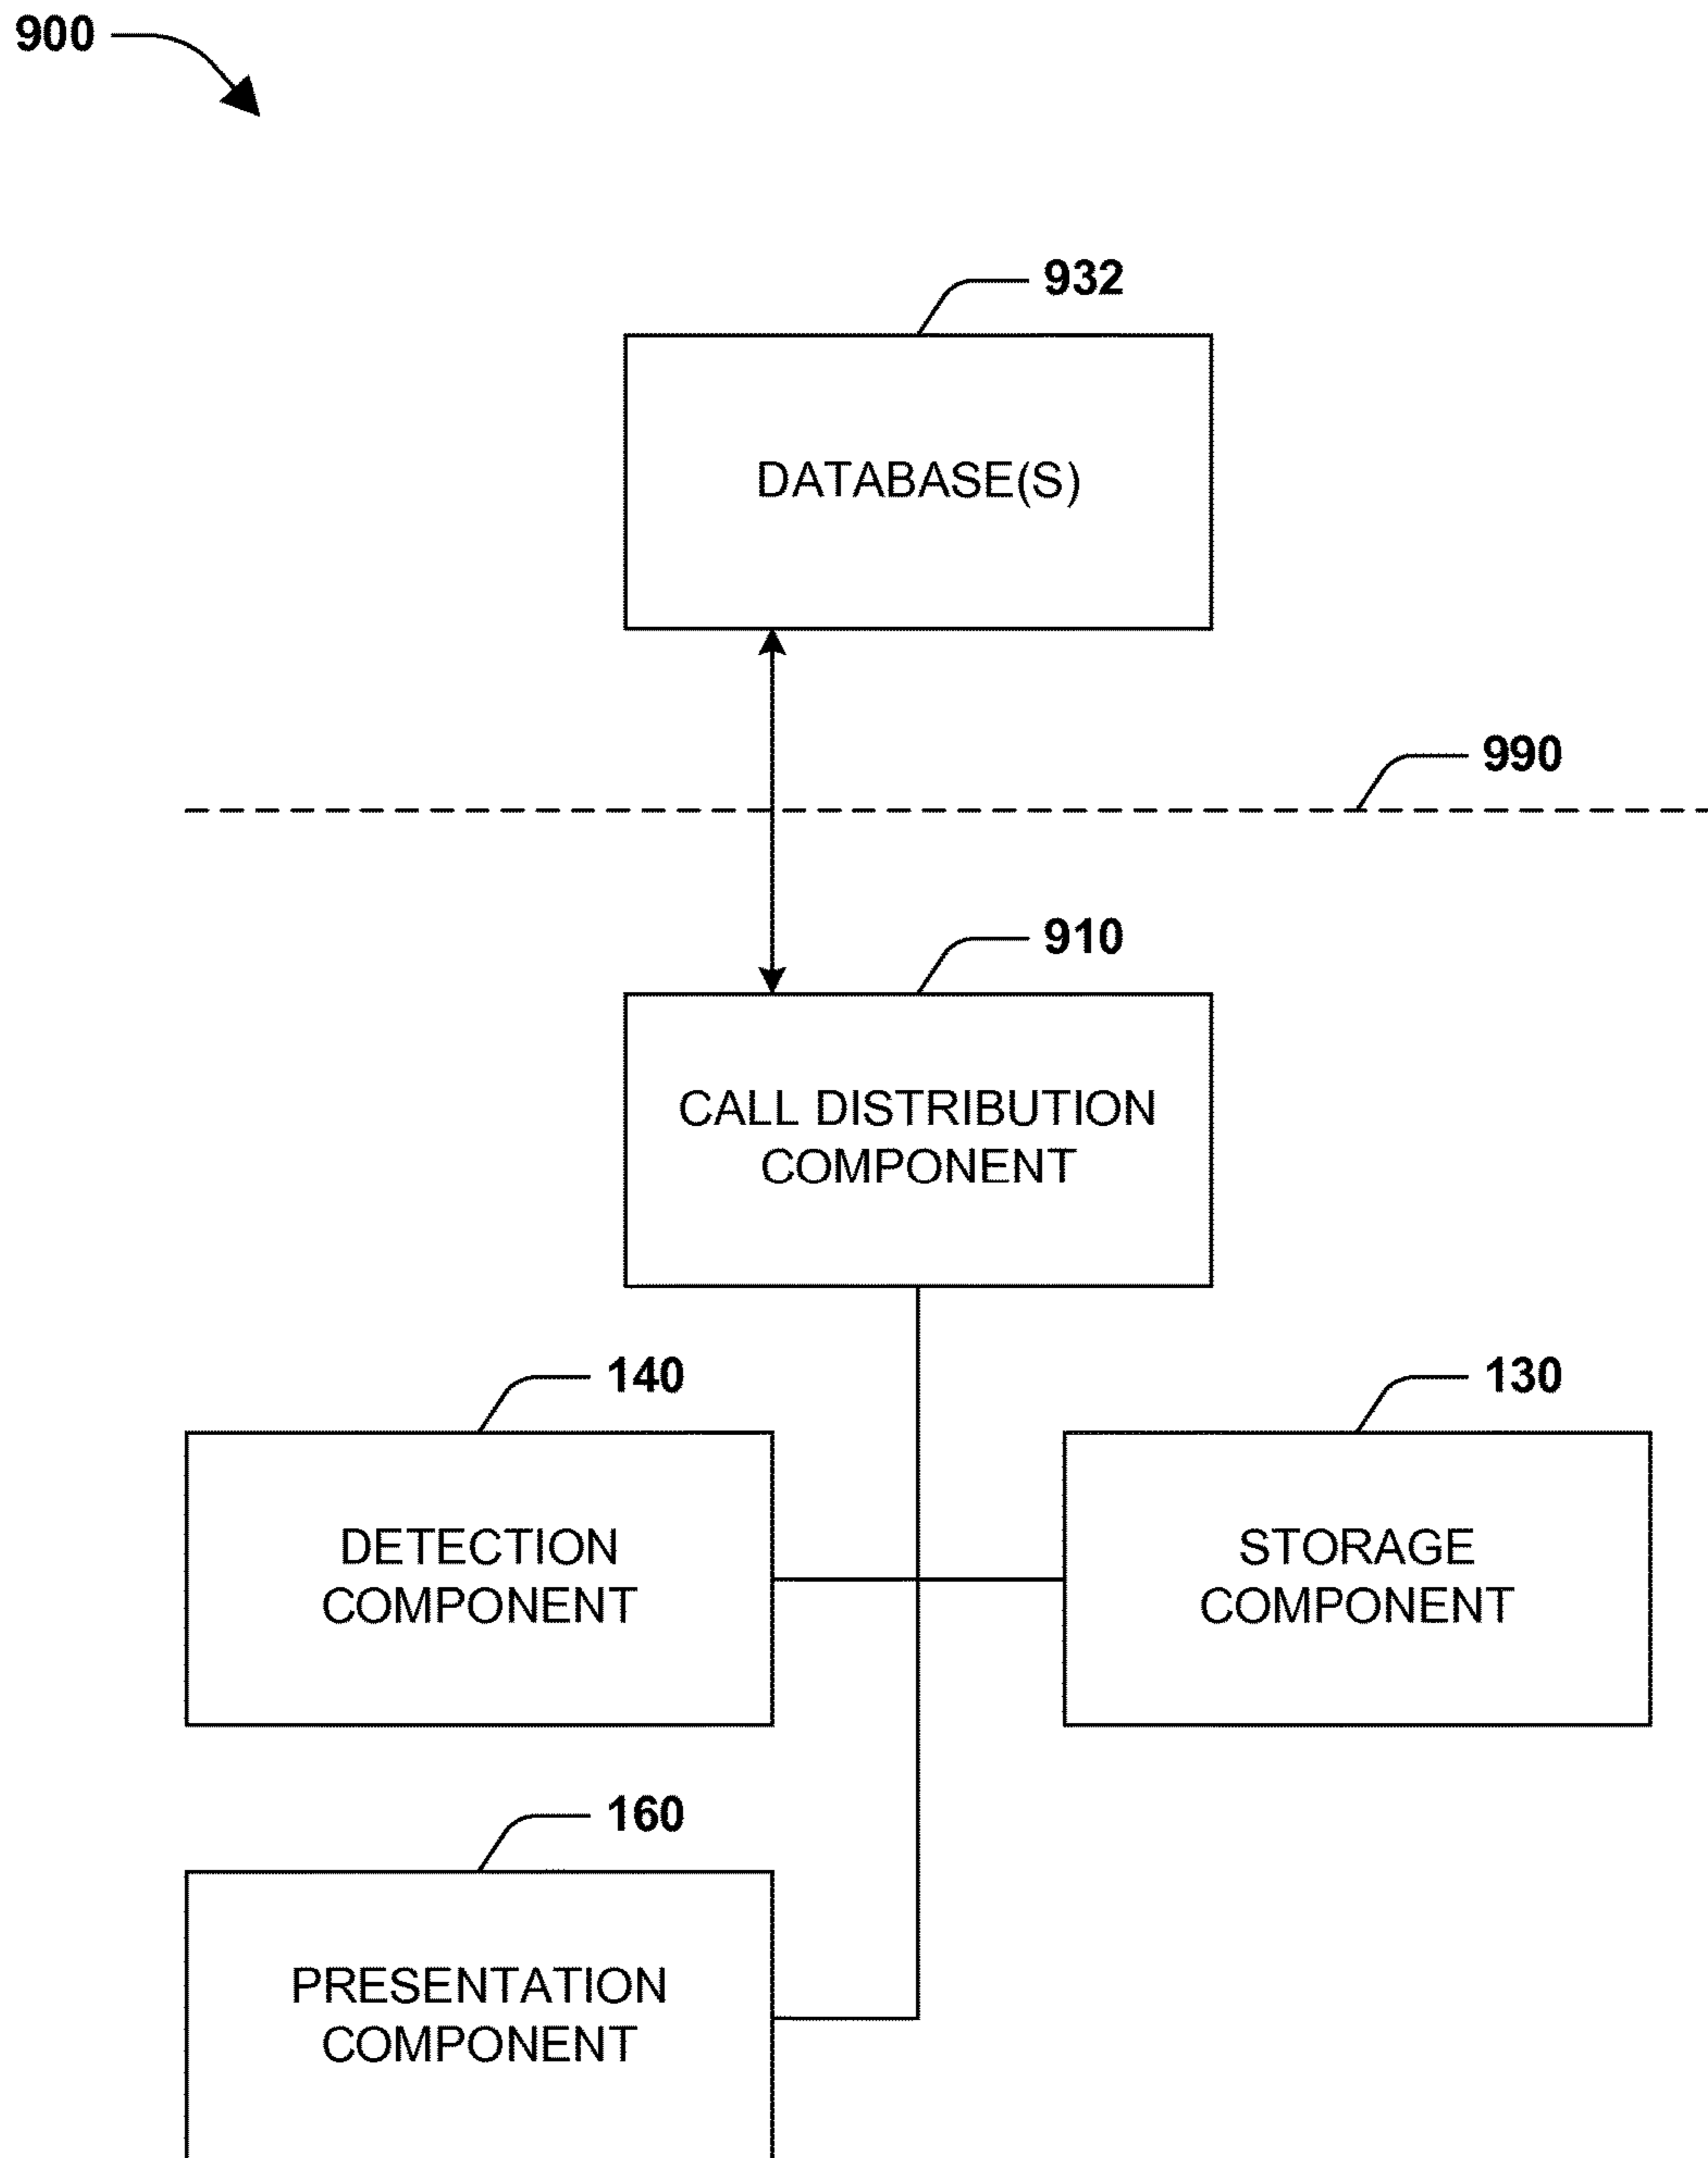 900
932
DATABASE(S)
990
910
CALL DISTRIBUTION
COMPONENT
140
130
DETECTION
COMPONENT
STORAGE
COMPONENT
160
PRESENTATION
COMPONENT